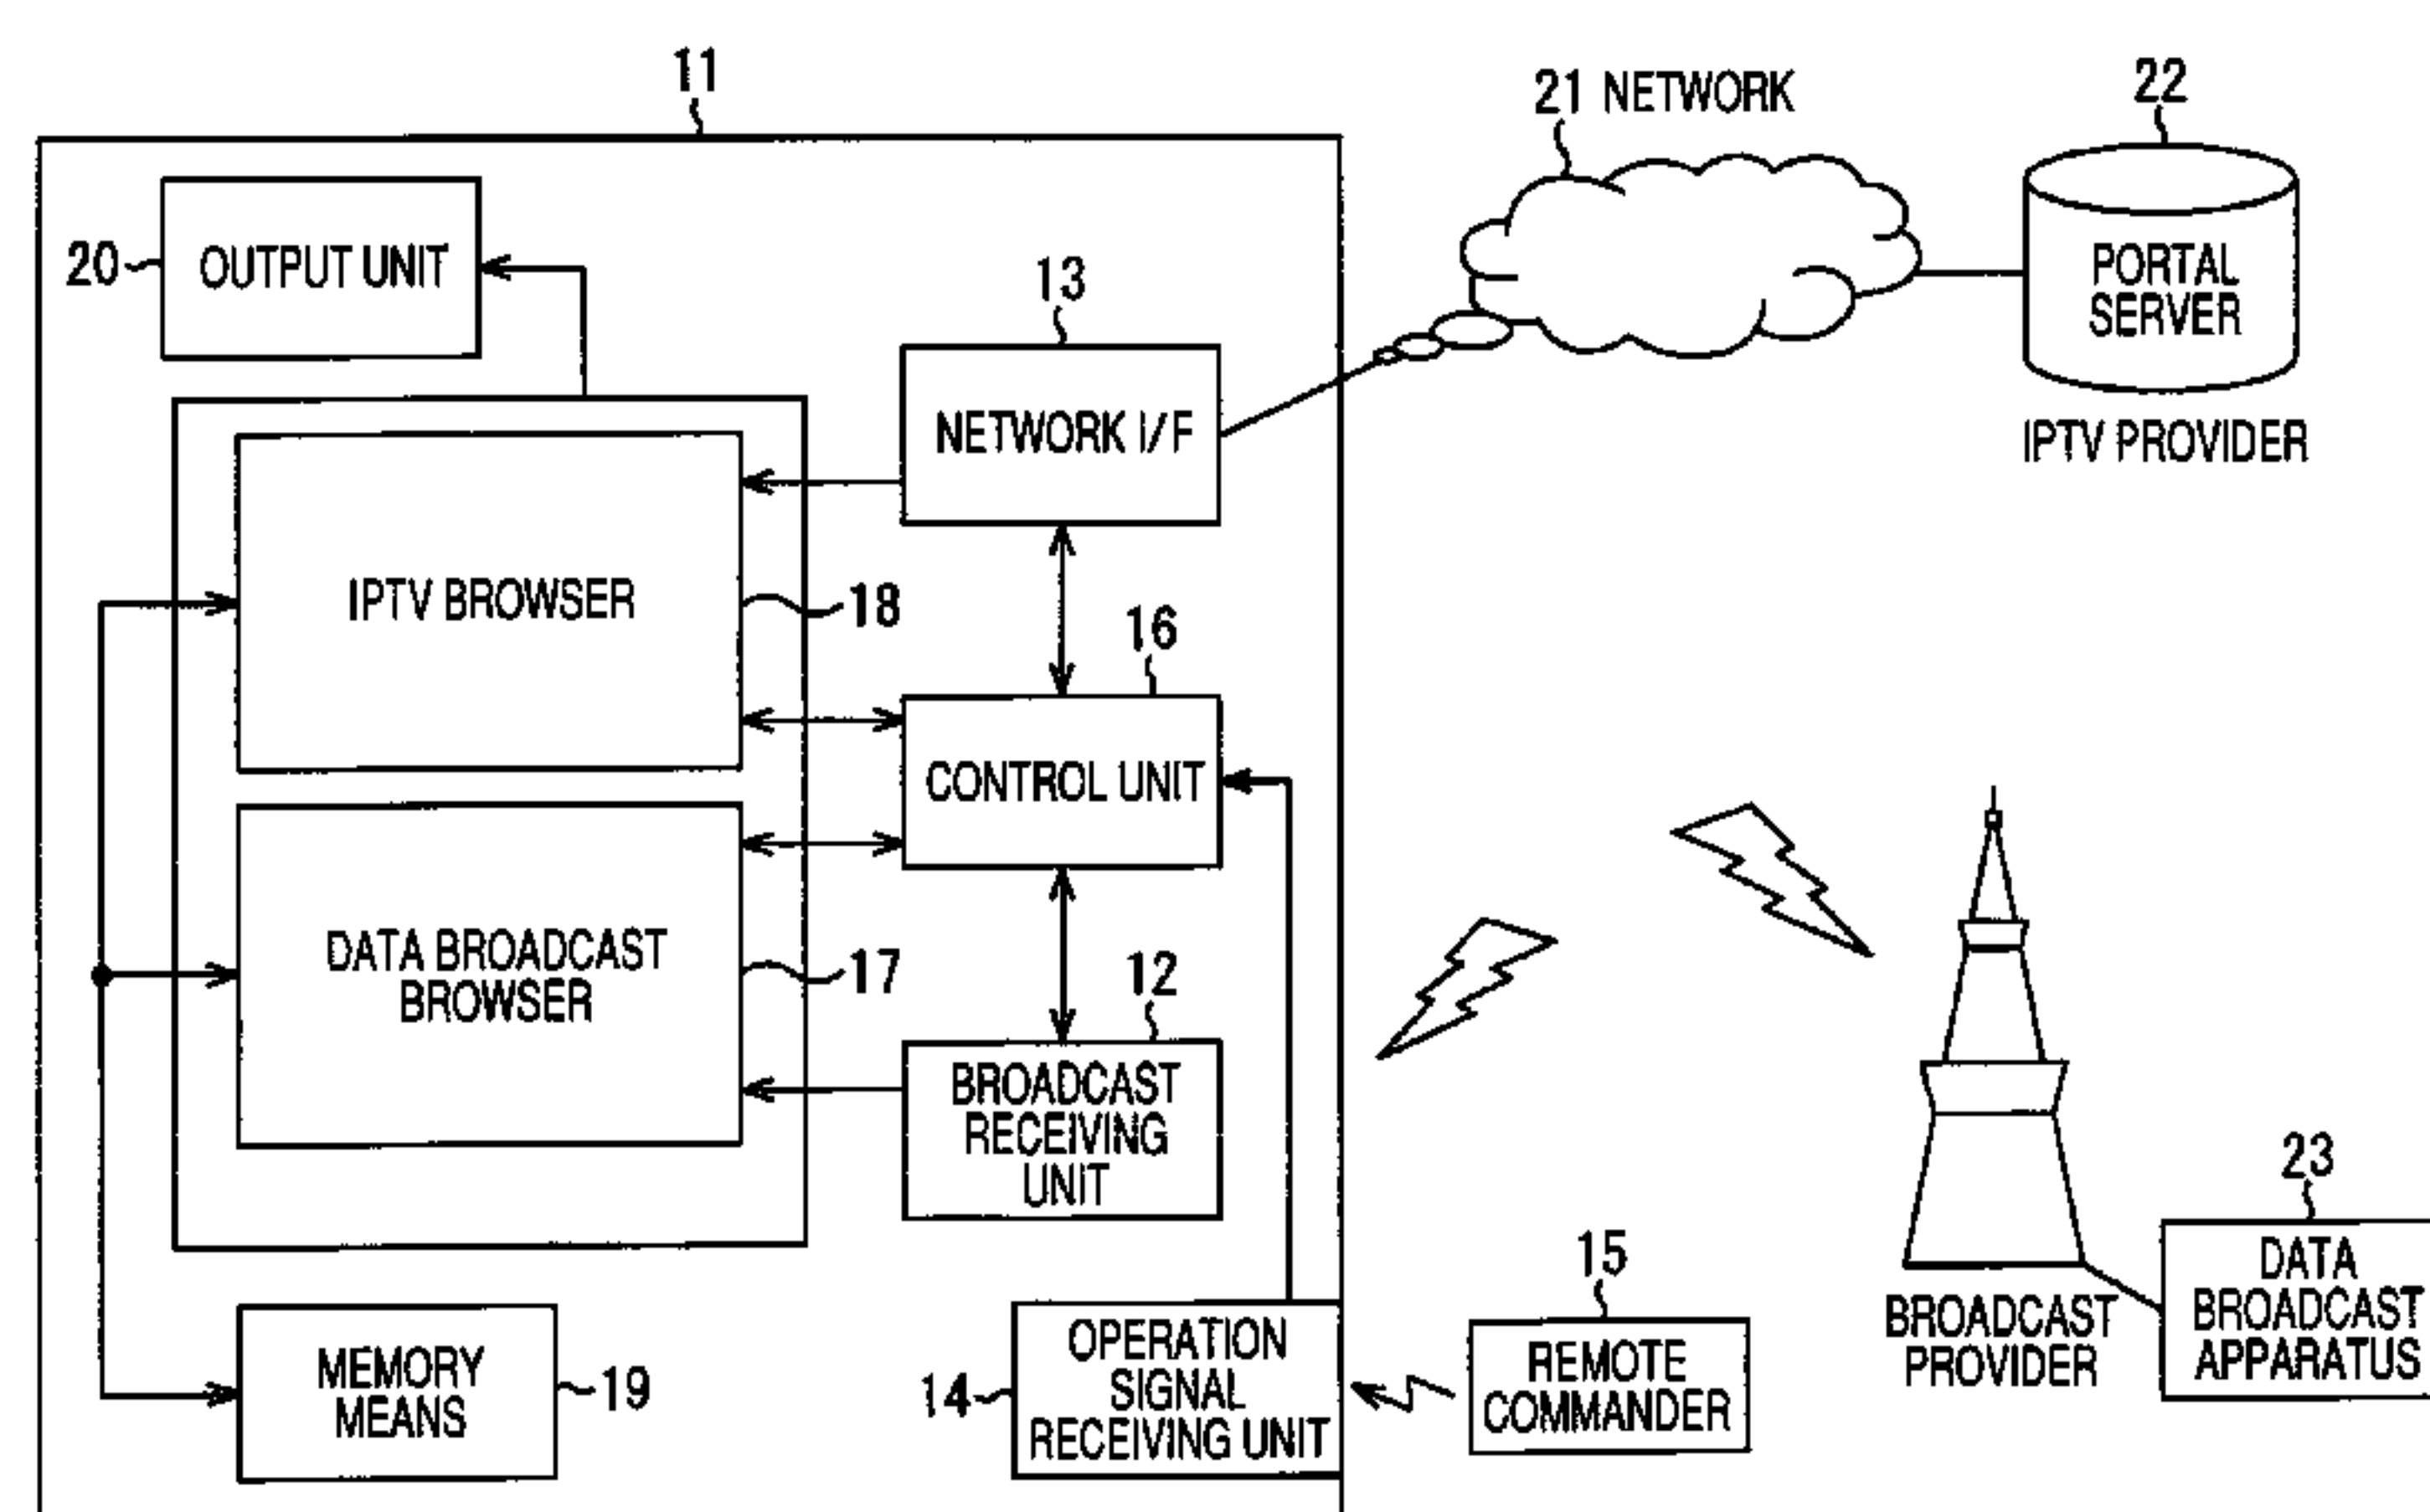 11
21 NETWORK
22
20
OUTPUT UNIT
13
PORTAL
SERVER
NETWORK I/F
IPTV PROVIDER
IPTV BROWSER
18
16
CONTROL UNIT
DATA BROADCAST
BROWSER
17
12
BROADCAST
RECEIVING
UNIT
23
DATA
BROADCAST
APPARATUS
BROADCAST
PROVIDER
15
REMOTE
COMMANDER
14
OPERATION
SIGNAL
RECEIVING UNIT
MEMORY
MEANS
19